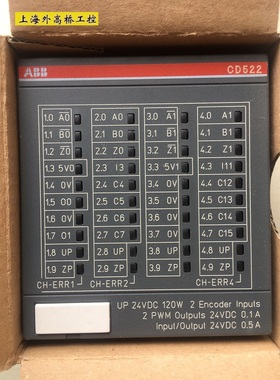 上海外高桥工控
ABB CD522
1.0 A0 2.0 A0 3.0 A1 4.0 A1
1.1 B0 2.1 B0 3.1 B1 4.1 B1
1.2 Z0 2.2 Z0 3.2 Z1 4.2 Z1
1.3 5V0 2.3 I3 3.3 5V1 4.3 I11
1.4 0V 2.4 C4 3.4 0V 4.4 C12
1.5 O0 2.5 C5 3.5 0V 4.5 C13
1.6 0V 2.6 C6 3.6 0V 4.6 C14
1.7 O1 2.7 C7 3.7 0V 4.7 C15
1.8 UP 2.8 UP 3.8 UP 4.8 UP
1.9 ZP 2.9 ZP 3.9 ZP 4.9 ZP
CH-ERR1 CH-ERR2 CH-ERR4
UP 24VDC 120W 2 Encoder Inputs
2 PWM Outputs 24VDC 0.1A
Input/Output 24VDC 0.5A